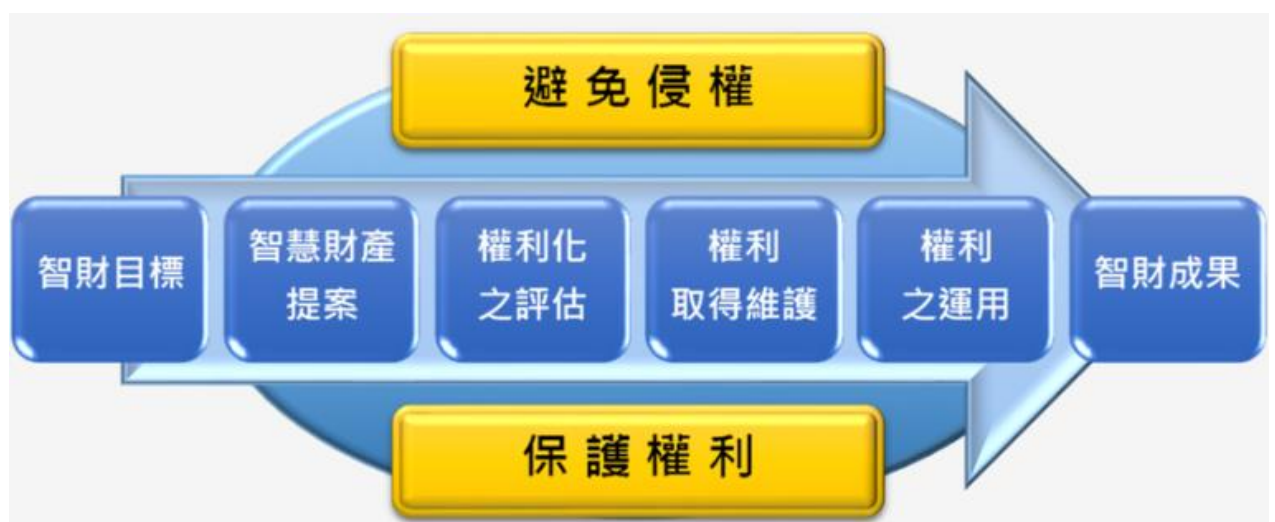 避免侵權
智財目標
智慧財產
提案
權利化
之評估
權利
取得維護
權利
之運用
智財成果
保護權利